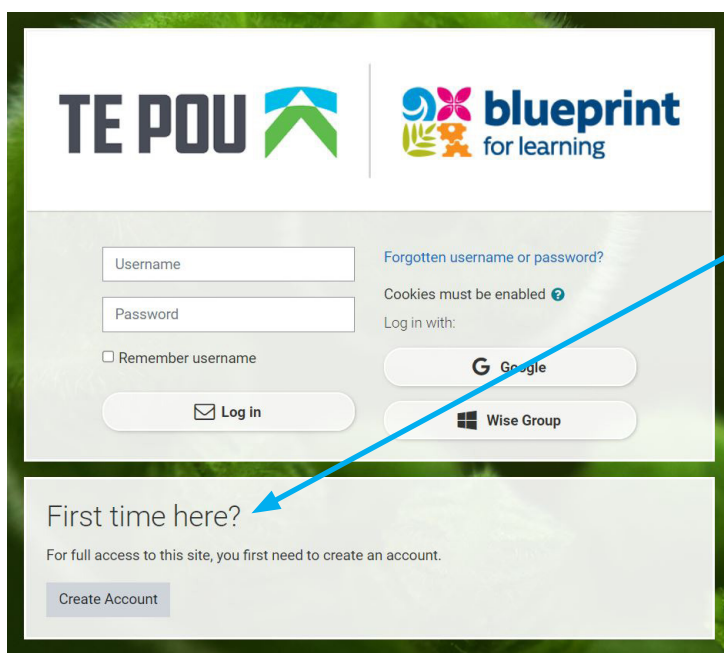 TE POU
blueprint
for learning
Username
Password
Remember username
Log in
Forgotten username or password?
Cookies must be enabled
Log in with:
Google
Wise Group
First time here?
For full access to this site, you first need to create an account.
Create Account